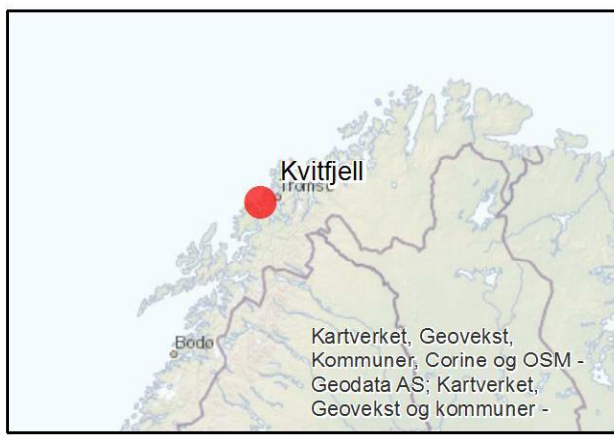 Kvitfjell
Tromsø
Bodø
Kartverket, Geovekst,
Kommuner, Corine og OSM -
Geodata AS; Kartverket,
Geovekst og kommuner -